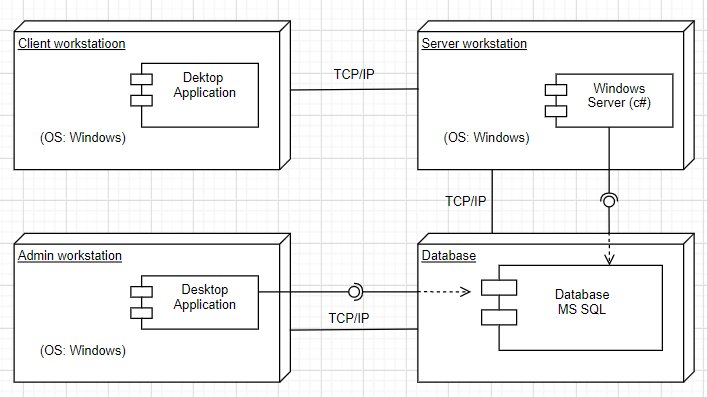 Client workstatioon
Dektop
Application
(OS: Windows)
TCP/IP
Server workstation
Windows
Server (c#)
(OS: Windows)
TCP/IP
Admin workstation
Desktop
Application
(OS: Windows)
TCP/IP
Database
Database
MS SQL